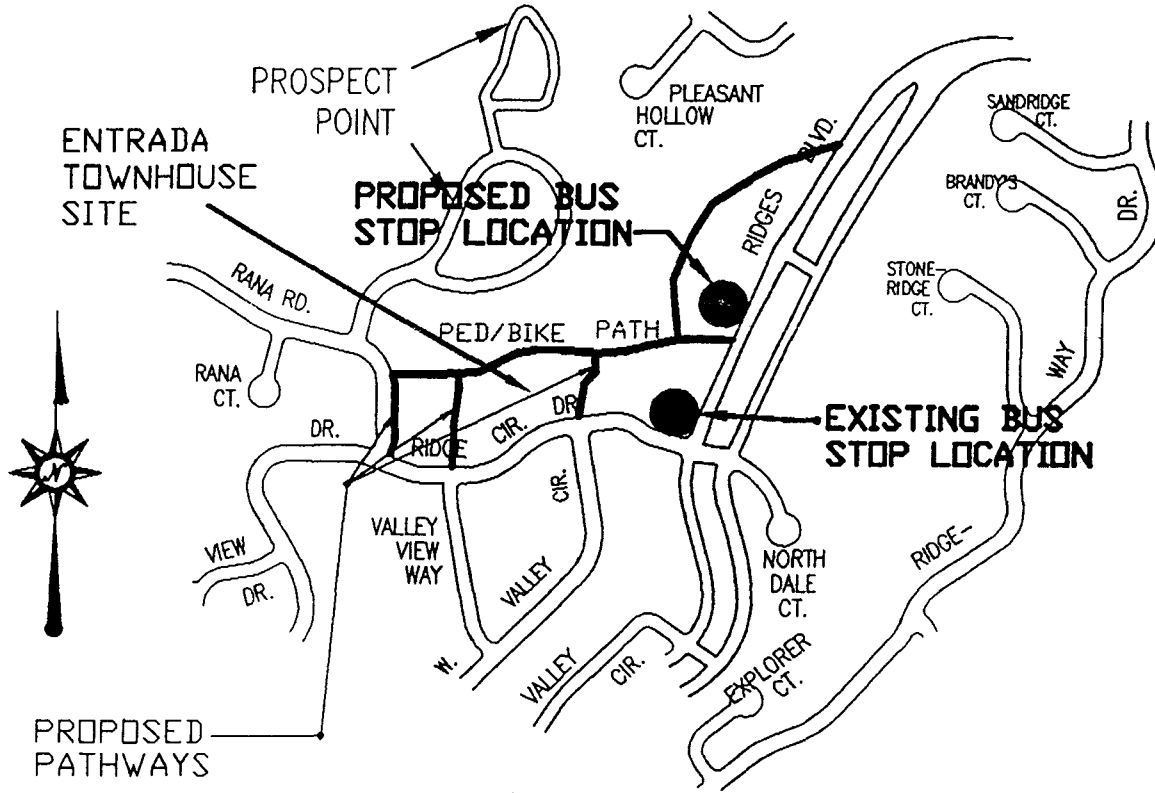 PROSPECT
POINT
PLEASANT
HOLLOW
CT.
SANDRIDGE
CT.
ENTRADA
TOWNHOUSE
SITE
BLVD.
RIDGES
BRANDY'S
CT.
DR.
PROPOSED BUS
STOP LOCATION
STONE-
RIDGE
CT.
RANA RD.
PED/BIKE PATH
RANA
CT.
WAY
DR.
RIDGE
CIR.
DR
EXISTING BUS
STOP LOCATION
N
VIEW
DR.
VALLEY
VIEW
WAY
CIR.
VALLEY
W.
NORTH
DALE
CT.
RIDGE-
VALLEY
CIR.
EXPLORER
CT.
PROPOSED
PATHWAYS